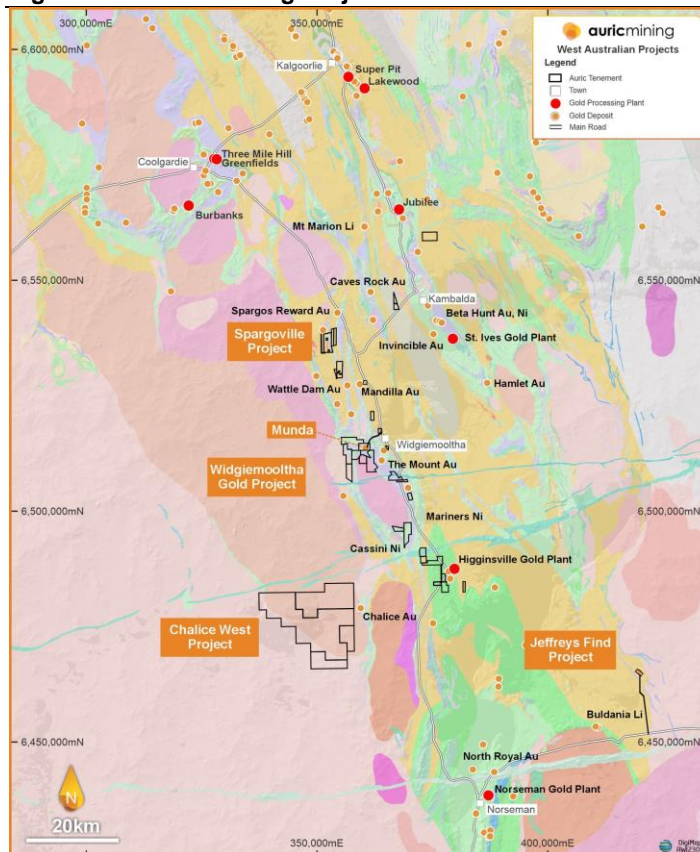 300,000mE
350,000mE
auricmining
West Australian Projects
Legend
Auric Tenement
Town
Gold Processing Plant
Gold Deposit
Main Road
6,600,000mN
Kalgoorlie
Super Pit
Lakewood
Three Mile Hill
Coolgardie
Greenfields
Burbanks
Jubilee
Mt Marion Li
6,550,000mN
6,550,000mN
Caves Rock Au
Kambalda
Spargos Reward Au
Beta Hunt Au, Ni
Spargoville
Project
Invincible Au
St. Ives Gold Plant
Wattle Dam Au
Mandilla Au
Hamlet Au
Munda
Widgiemooltha
Widgiemooltha
Gold Project
The Mount Au
6,500,000mN
6,500,000mN
Mariners Ni
Cassini Ni
Higginsville Gold Plant
Chalice Au
Chalice West
Project
Jeffreys Find
Project
Buldania Li
6,450,000mN
6,450,000mN
North Royal Au
Norseman Gold Plant
Norseman
N
20km
350,000mE
400,000mE